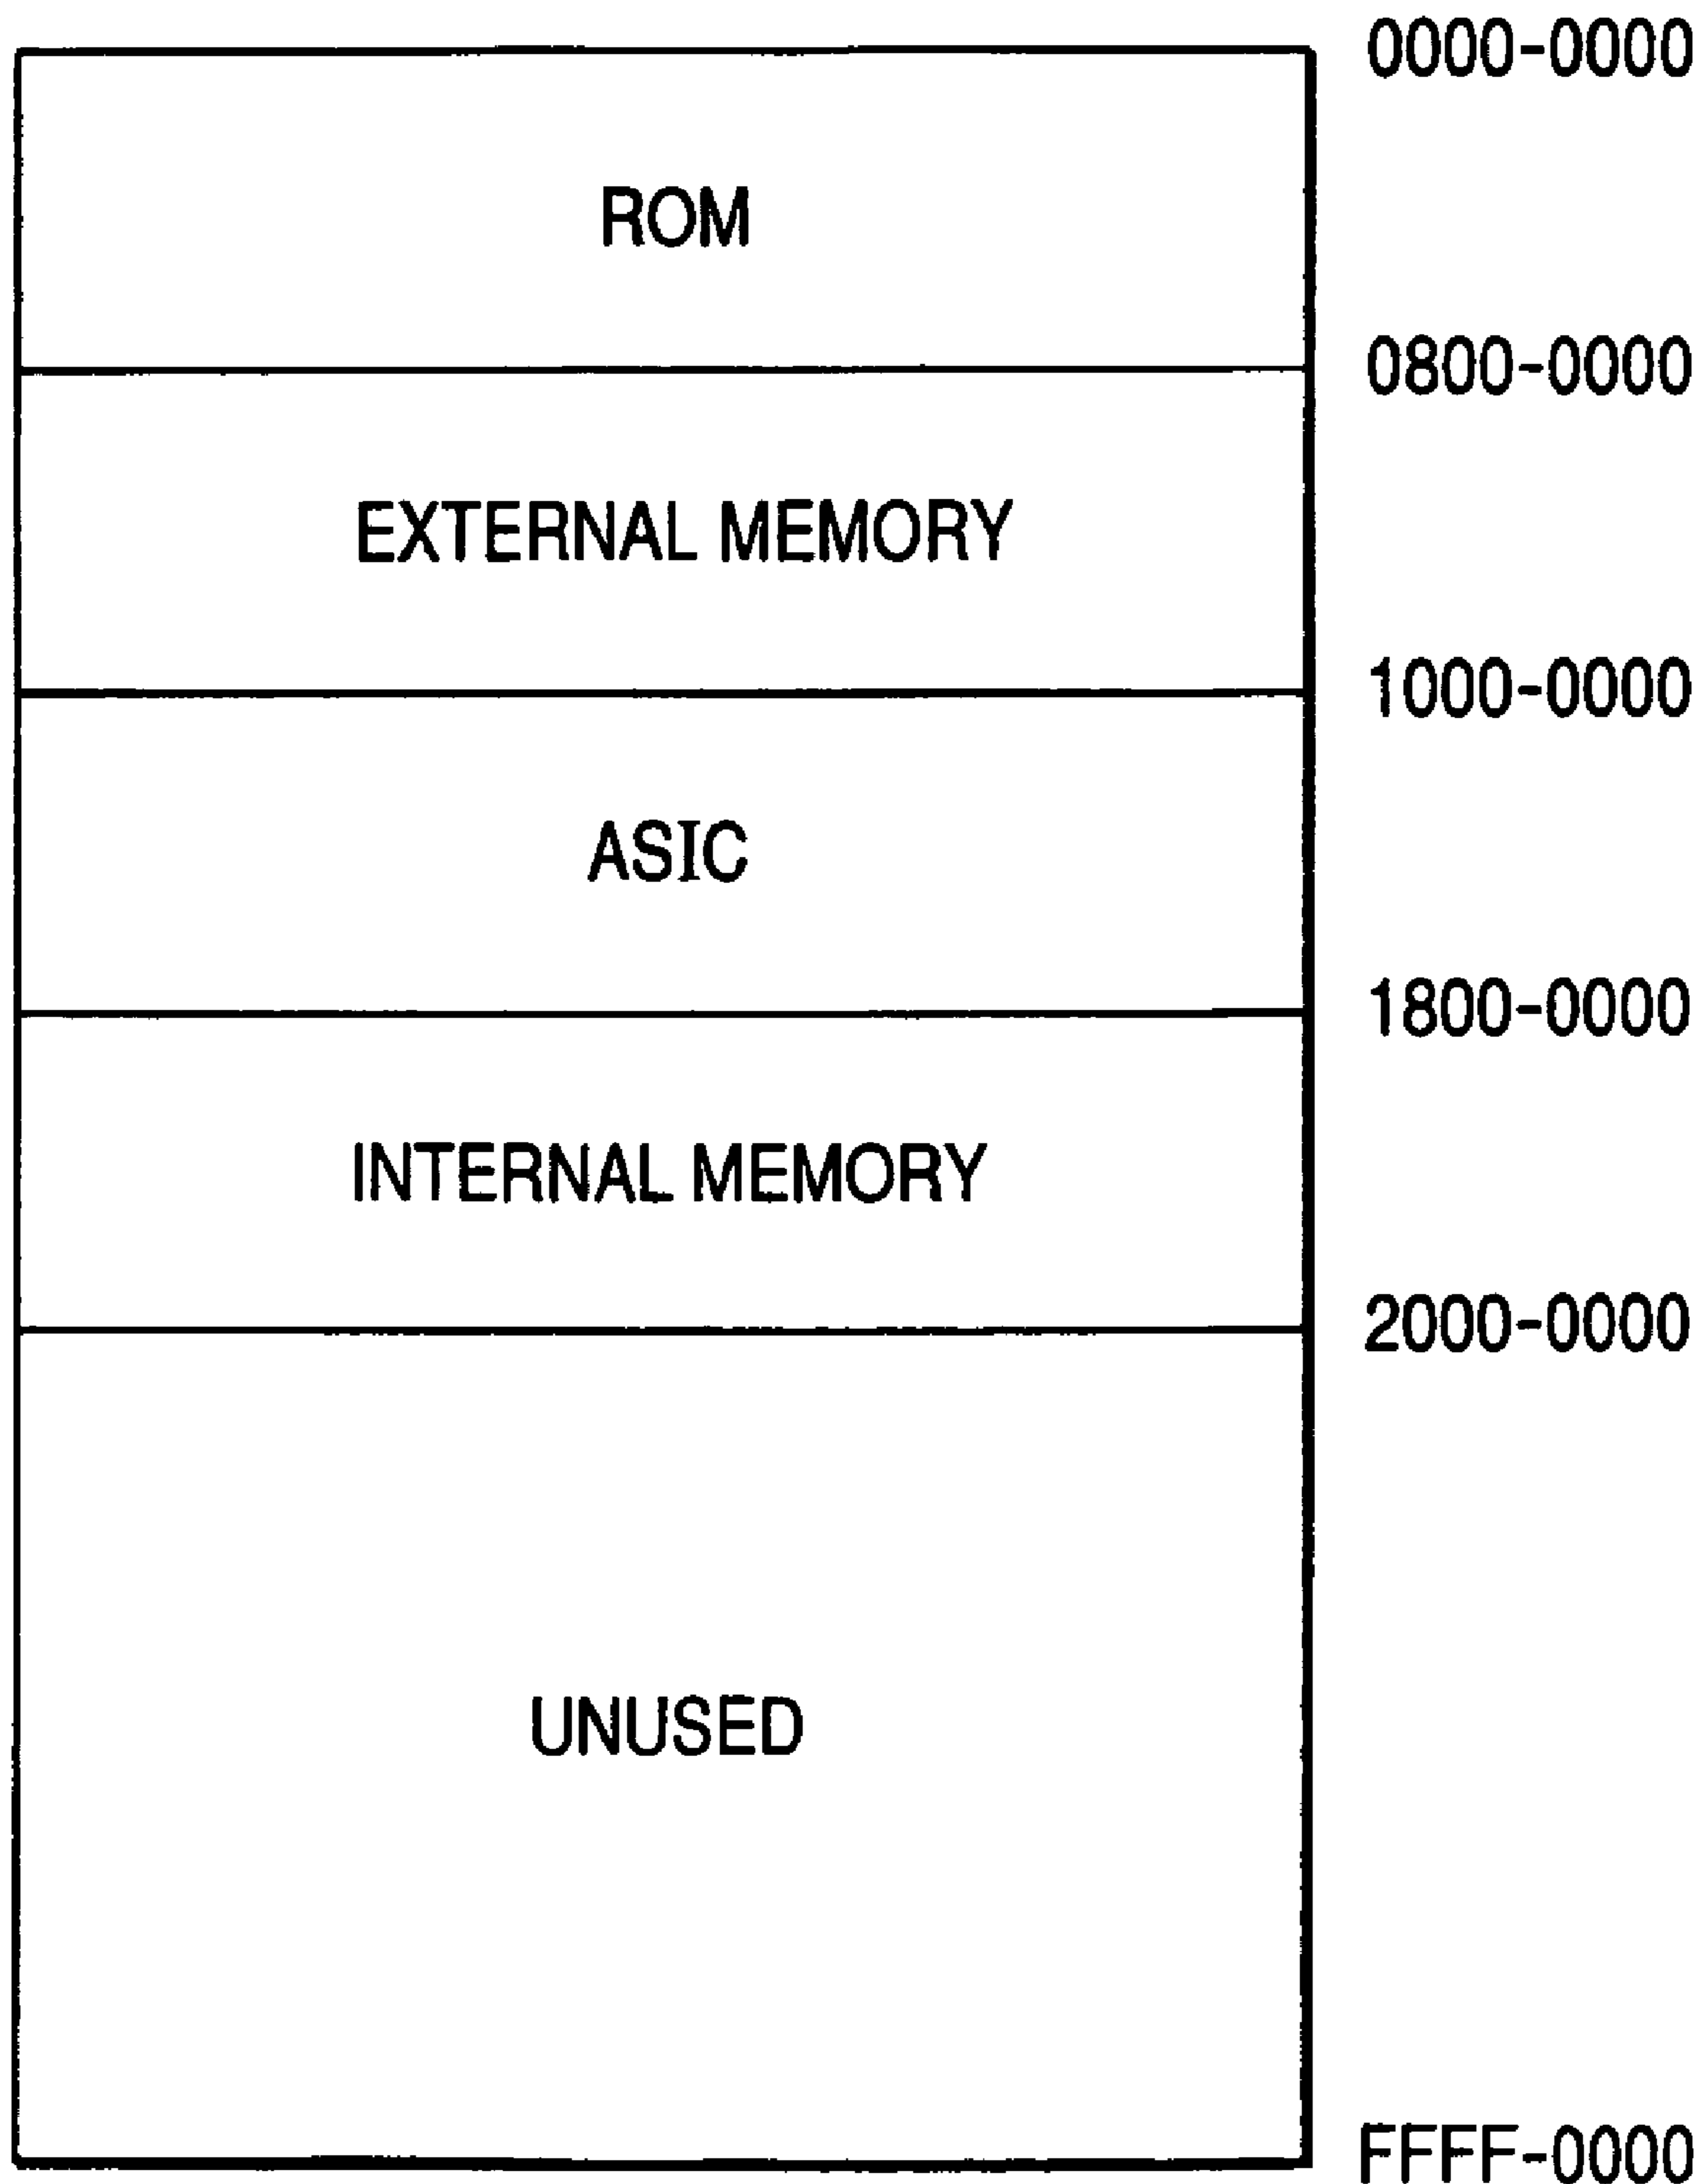 0000-0000
ROM
0800-0000
EXTERNAL MEMORY
1000-0000
ASIC
1800-0000
INTERNAL MEMORY
2000-0000
UNUSED
FFFF-0000